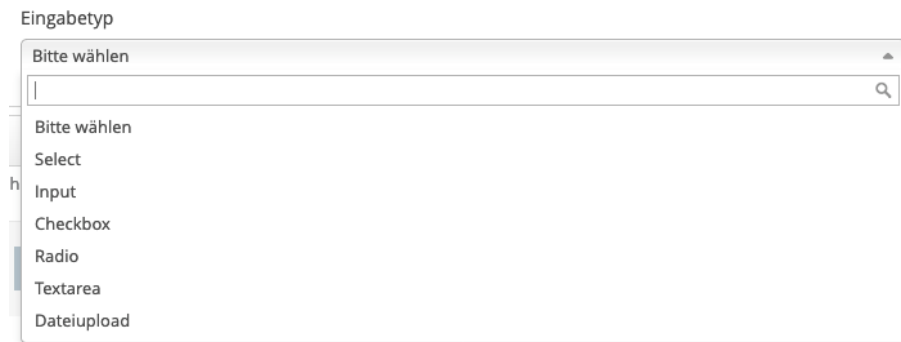 Eingabetyp
Bitte wählen
Bitte wählen
Select
Input
h
Checkbox
Radio
Textarea
Dateiupload